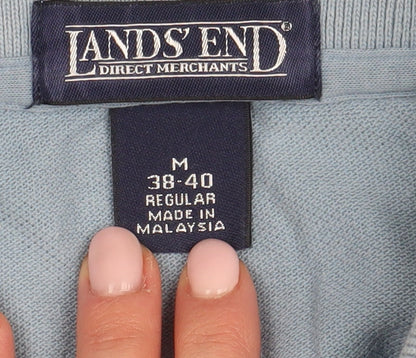 LANDS' END®
DIRECT MERCHANTS
M
38-40
REGULAR
MADE IN
MALAYSIA